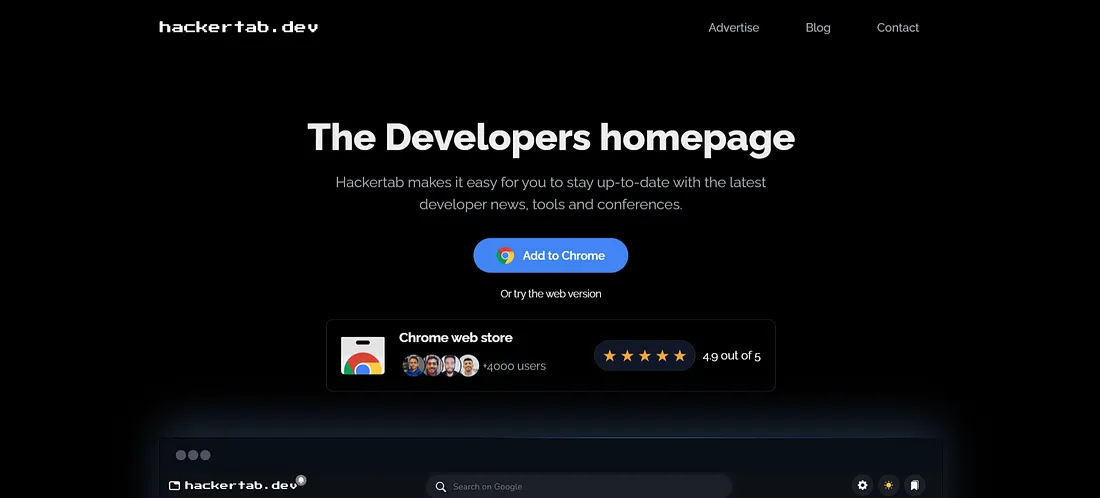 hackertab.dev
Advertise Blog Contact
The Developers homepage
Hackertab makes it easy for you to stay up-to-date with the latest
developer news, tools and conferences.
Add to Chrome
Or try the web version
Chrome web store
+4000 users
4.9 out of 5
hackertab.dev
Search on Google